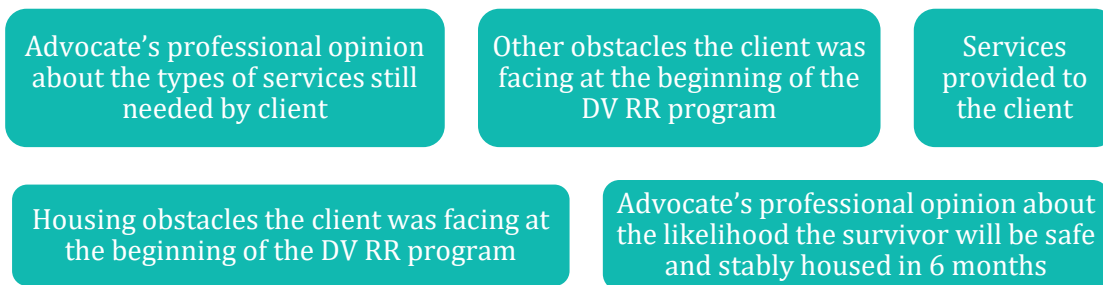 Advocate’s professional opinion
about the types of services still
needed by client
Other obstacles the client was
facing at the beginning of the
DV RR program
Services
provided to
the client
Housing obstacles the client was facing at
the beginning of the DV RR program
Advocate’s professional opinion about
the likelihood the survivor will be safe
and stably housed in 6 months